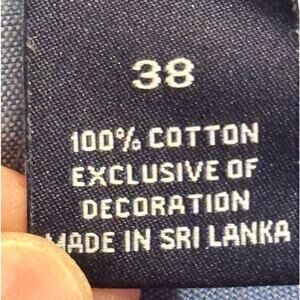 38
100% COTTON
EXCLUSIVE OF
DECORATION
MADE IN SRI LANKA